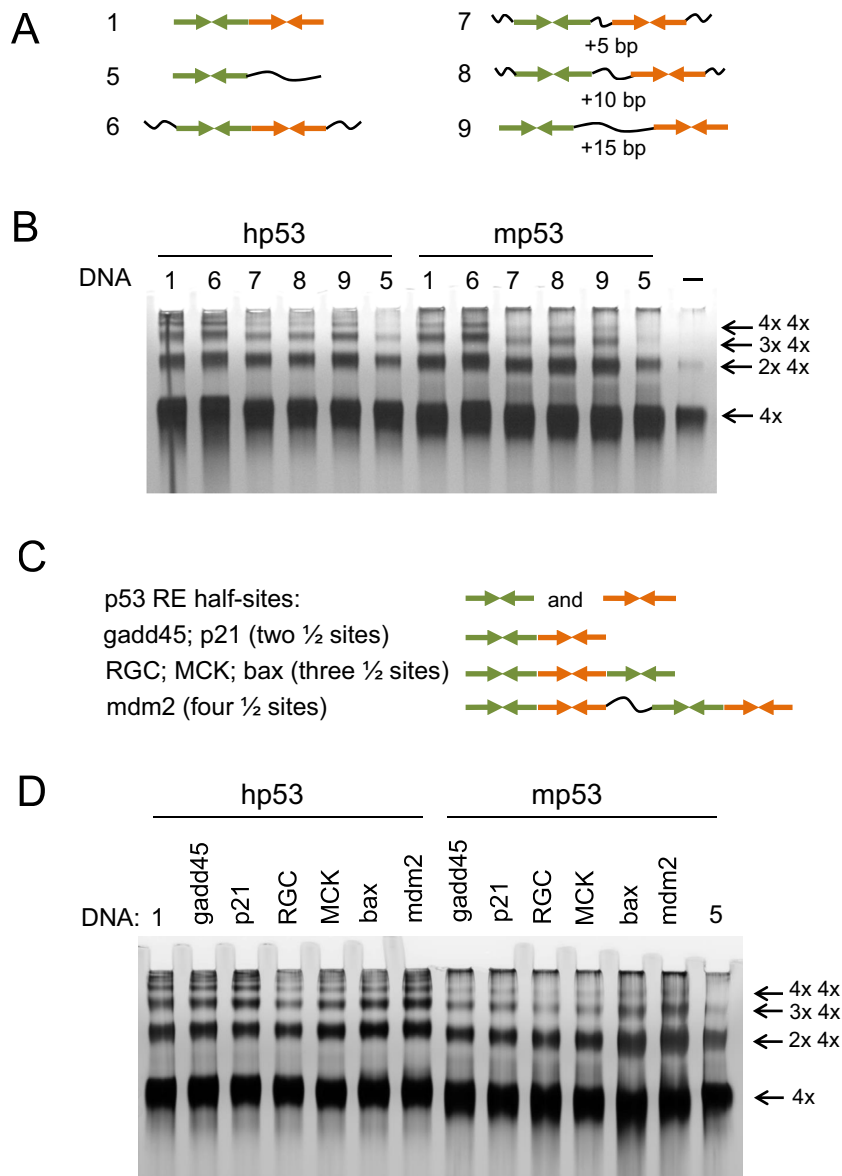 A
1
5
6
7
+5 bp
8
+10 bp
9
+15 bp
B
hp53 mp53
DNA 1 6 7 8 9 5 1 6 7 8 9 5 –
4x 4x
3x 4x
2x 4x
4x
C
p53 RE half-sites: and
gadd45; p21 (two ½ sites)
RGC; MCK; bax (three ½ sites)
mdm2 (four ½ sites)
D
hp53 mp53
DNA: 1 gadd45 p21 RGC MCK bax mdm2 gadd45 p21 RGC MCK bax mdm2 5
4x 4x
3x 4x
2x 4x
4x